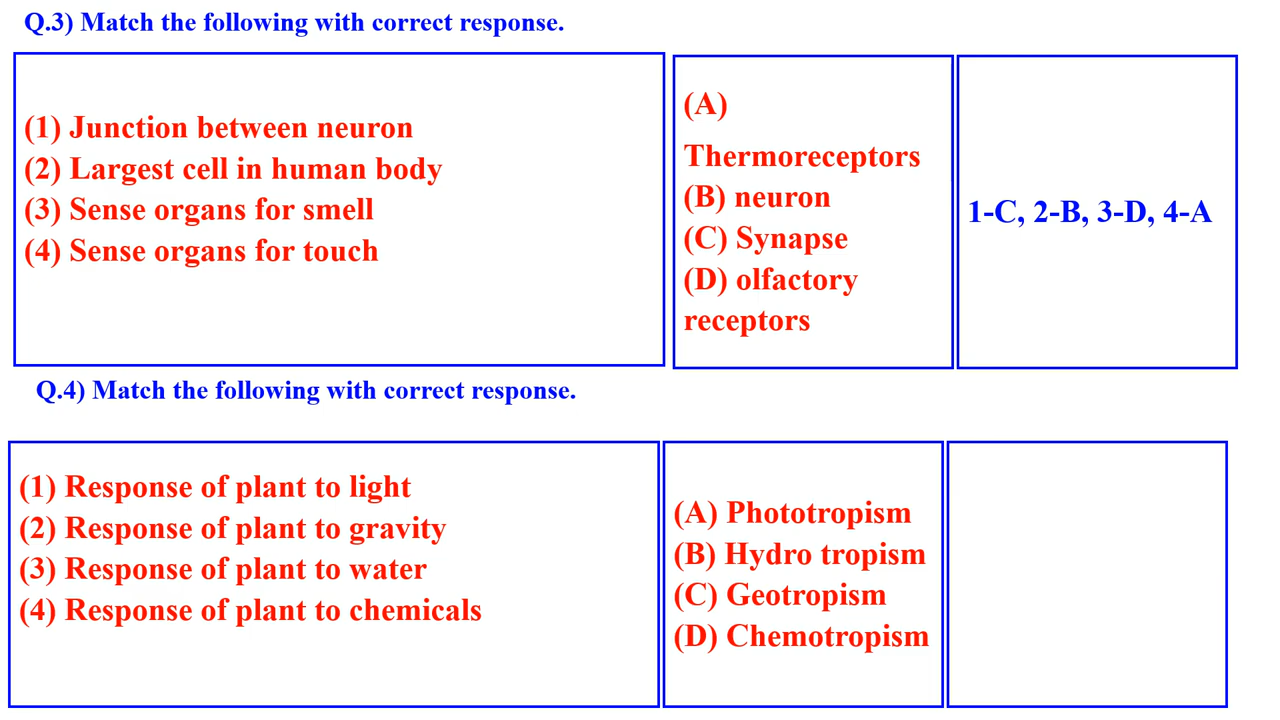 Q.3) Match the following with correct response.
(1) Junction between neuron
(2) Largest cell in human body
(3) Sense organs for smell
(4) Sense organs for touch
(A)
Thermoreceptors
(B) neuron
(C) Synapse
(D) olfactory
receptors
1-C, 2-B, 3-D, 4-A
Q.4) Match the following with correct response.
(1) Response of plant to light
(2) Response of plant to gravity
(3) Response of plant to water
(4) Response of plant to chemicals
(A) Phototropism
(B) Hydro tropism
(C) Geotropism
(D) Chemotropism